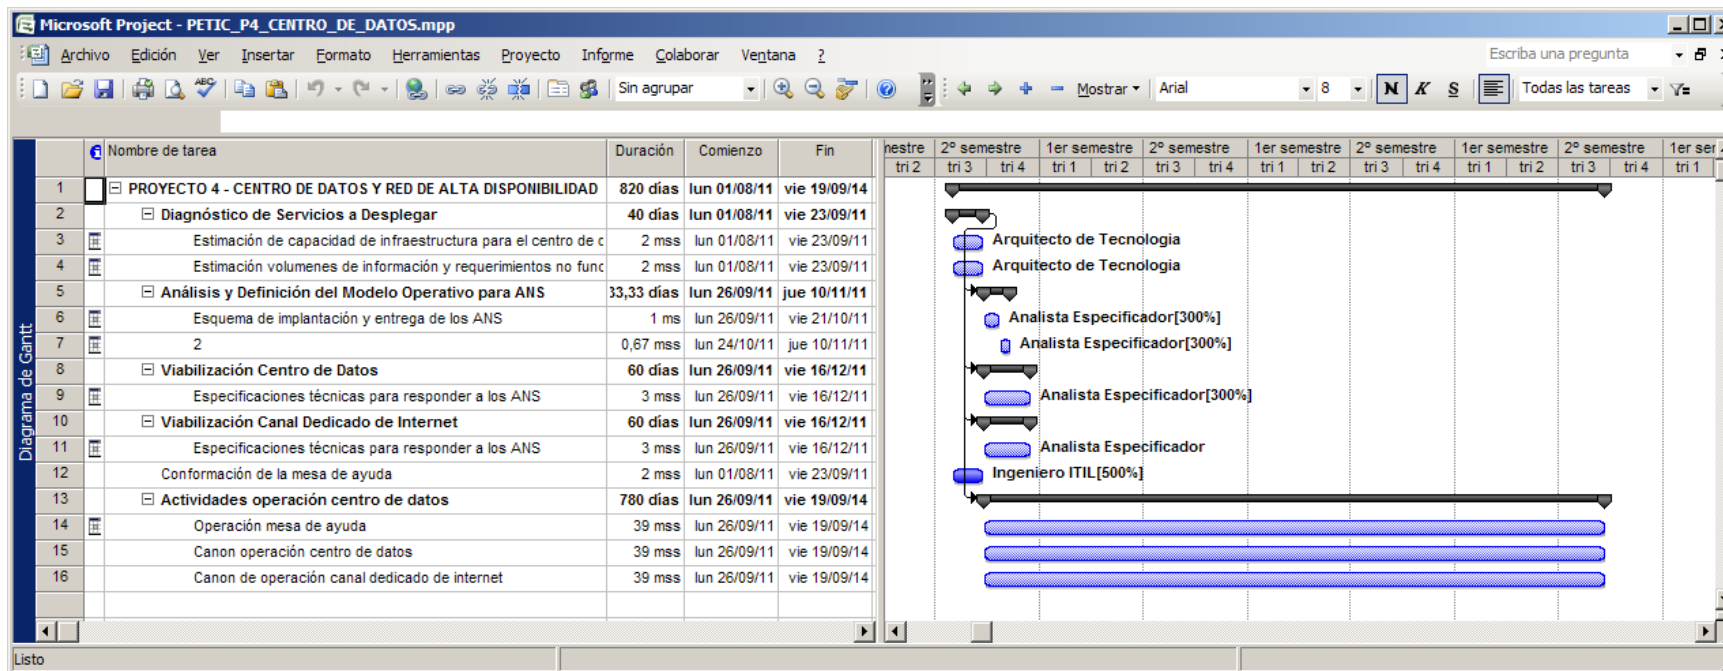 Microsoft Project - PETIC_P4_CENTRO_DE_DATOS.mpp
Archivo Edición Ver Insertar Formato Herramientas Proyecto Informe Colaborar Ventana ? Escriba una pregunta
Sin agrupar Mostrar Arial 8 N K S Todas las tareas
Nombre de tarea Duración Comienzo Fin nestre 2º semestre 1er semestre 2º semestre 1er semestre 2º semestre 1er semestre 2º semestre 1er ser
tri 2 tri 3 tri 4 tri 1 tri 2 tri 3 tri 4 tri 1 tri 2 tri 3 tri 4 tri 1 tri 2 tri 3 tri 4 tri 1
1 PROYECTO 4 - CENTRO DE DATOS Y RED DE ALTA DISPONIBILIDAD 820 días lun 01/08/11 vie 19/09/14
2 Diagnóstico de Servicios a Desplegar 40 días lun 01/08/11 vie 23/09/11
3 Estimación de capacidad de infraestructura para el centro de c 2 mss lun 01/08/11 vie 23/09/11 Arquitecto de Tecnologia
4 Estimación volumenes de información y requerimientos no func 2 mss lun 01/08/11 vie 23/09/11 Arquitecto de Tecnologia
5 Análisis y Definición del Modelo Operativo para ANS 33,33 días lun 26/09/11 jue 10/11/11
6 Esquema de implantación y entrega de los ANS 1 ms lun 26/09/11 vie 21/10/11 Analista Especificador[300%]
7 2 0,67 mss lun 24/10/11 jue 10/11/11 Analista Especificador[300%]
8 Viabilización Centro de Datos 60 días lun 26/09/11 vie 16/12/11
9 Especificaciones técnicas para responder a los ANS 3 mss lun 26/09/11 vie 16/12/11 Analista Especificador[300%]
10 Viabilización Canal Dedicado de Internet 60 días lun 26/09/11 vie 16/12/11
11 Especificaciones técnicas para responder a los ANS 3 mss lun 26/09/11 vie 16/12/11 Analista Especificador
12 Conformación de la mesa de ayuda 2 mss lun 01/08/11 vie 23/09/11 Ingeniero ITIL[500%]
13 Actividades operación centro de datos 780 días lun 26/09/11 vie 19/09/14
14 Operación mesa de ayuda 39 mss lun 26/09/11 vie 19/09/14
15 Canon operación centro de datos 39 mss lun 26/09/11 vie 19/09/14
16 Canon de operación canal dedicado de internet 39 mss lun 26/09/11 vie 19/09/14
Diagrama de Gantt
Listo